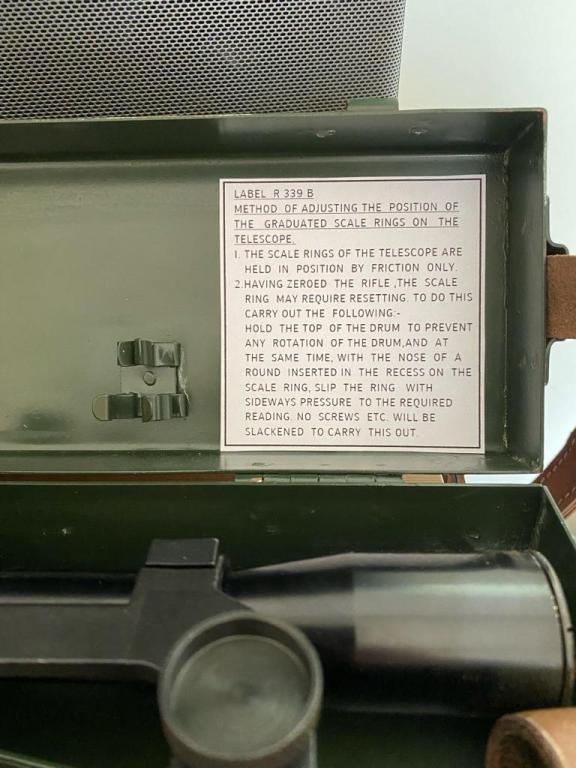 LABEL R 339 B
METHOD OF ADJUSTING THE POSITION OF
THE GRADUATED SCALE RINGS ON THE
TELESCOPE.
1. THE SCALE RINGS OF THE TELESCOPE ARE
HELD IN POSITION BY FRICTION ONLY.
2. HAVING ZEROED THE RIFLE ,THE SCALE
RING MAY REQUIRE RESETTING. TO DO THIS
CARRY OUT THE FOLLOWING:-
HOLD THE TOP OF THE DRUM TO PREVENT
ANY ROTATION OF THE DRUM,AND AT
THE SAME TIME, WITH THE NOSE OF A
ROUND INSERTED IN THE RECESS ON THE
SCALE RING, SLIP THE RING WITH
SIDEWAYS PRESSURE TO THE REQUIRED
READING. NO SCREWS ETC. WILL BE
SLACKENED TO CARRY THIS OUT.